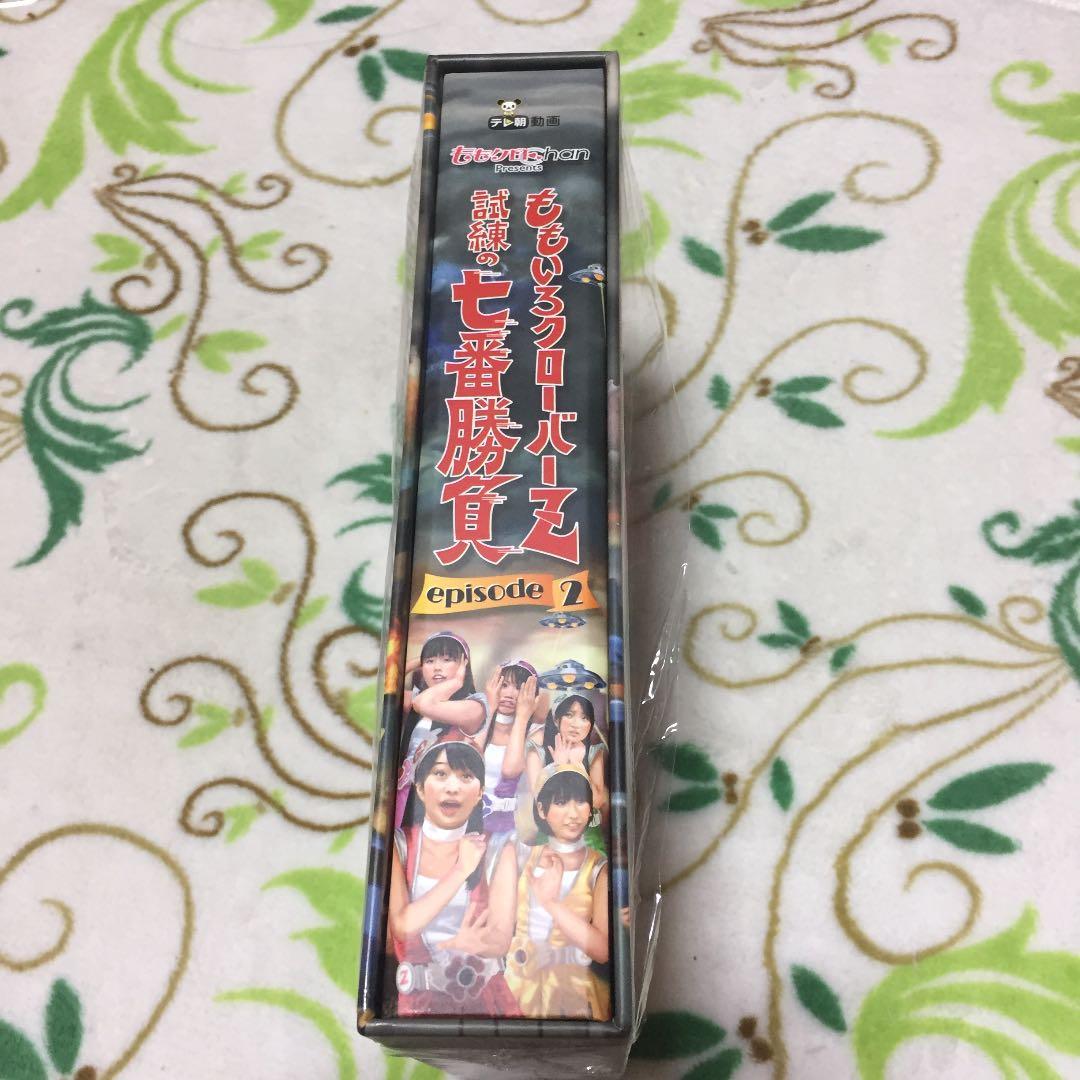 テレ朝動画
ももクロChan
Presents
ももいろクローバーZ
試練の七番勝負
episode 2
Z